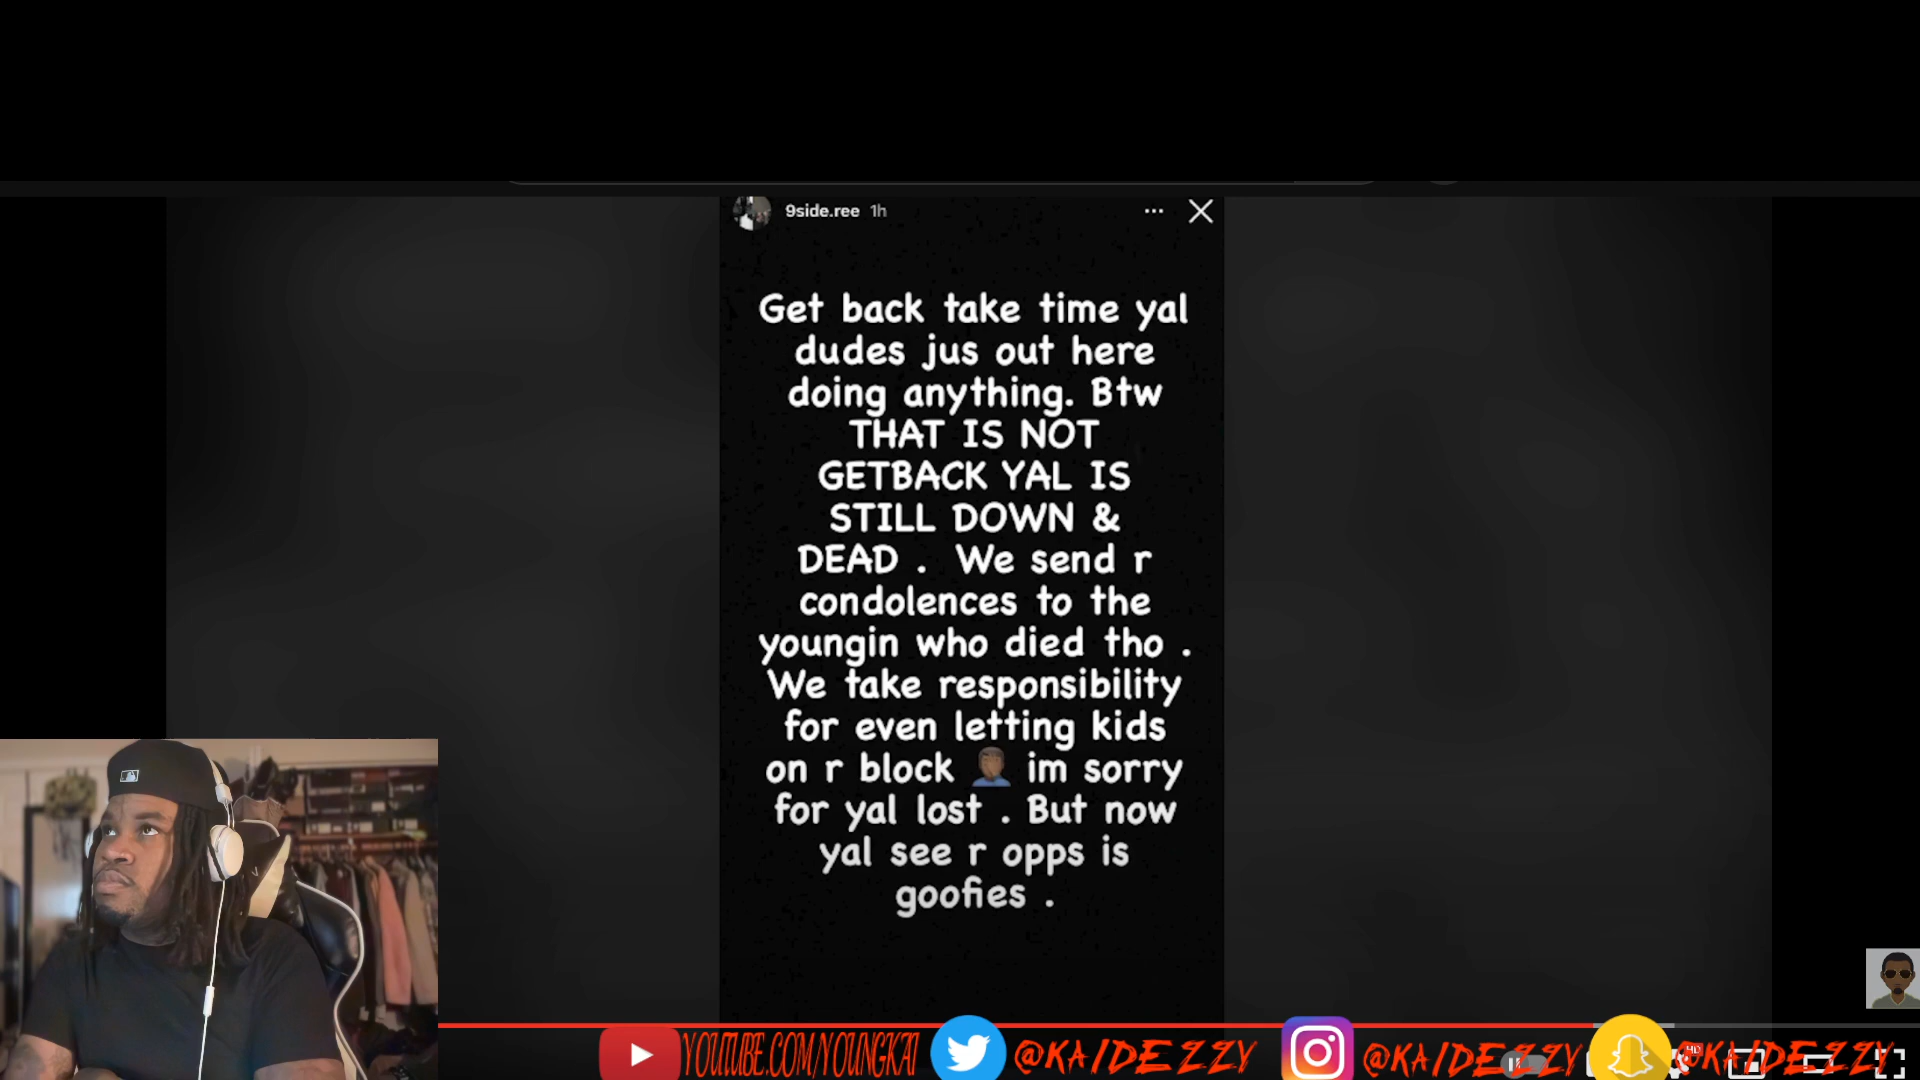 9side.ree 1h
Get back take time yal
dudes jus out here
doing anything. Btw
THAT IS NOT
GETBACK YAL IS
STILL DOWN &
DEAD . We send r
condolences to the
youngin who died tho .
We take responsibility
for even letting kids
on r block im sorry
for yal lost . But now
yal see r opps is
goofies .
YOUTUBE.COM/YOUNGKAI @KAIDEZZY @KAIDEZZY @KAIDEZZY
HD